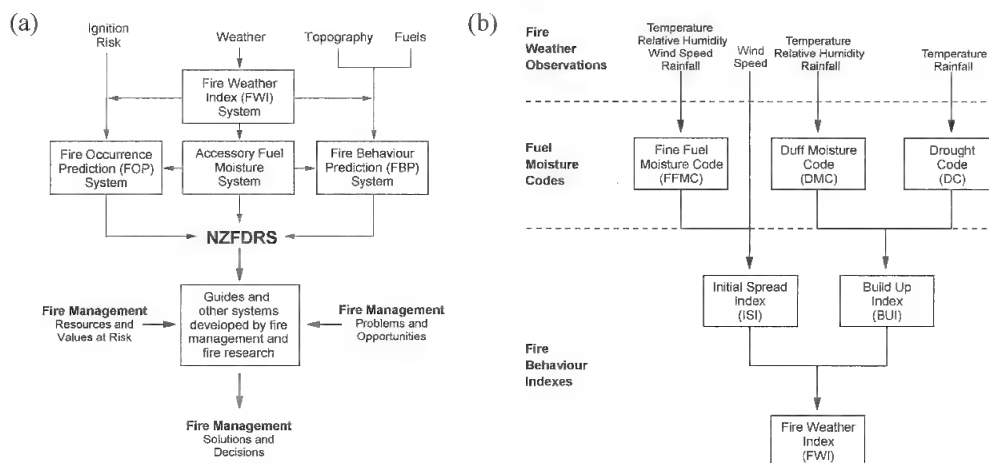 (a)
Ignition
Risk
Weather
Topography
Fuels
Fire Weather
Index (FWI)
System
Fire Occurrence
Prediction (FOP)
System
Accessory Fuel
Moisture
System
Fire Behaviour
Prediction (FBP)
System
NZFDRS
Fire Management
Resources and
Values at Risk
Guides and
other systems
developed by fire
management and
fire research
Fire Management
Problems and
Opportunities
Fire Management
Solutions and
Decisions
(b)
Fire
Weather
Observations
Temperature
Relative Humidity
Wind Speed
Rainfall
Wind
Speed
Temperature
Relative Humidity
Rainfall
Temperature
Rainfall
Fuel
Moisture
Codes
Fine Fuel
Moisture Code
(FFMC)
Duff Moisture
Code
(DMC)
Drought
Code
(DC)
Fire
Behaviour
Indexes
Initial Spread
Index
(ISI)
Build Up
Index
(BUI)
Fire Weather
Index
(FWI)